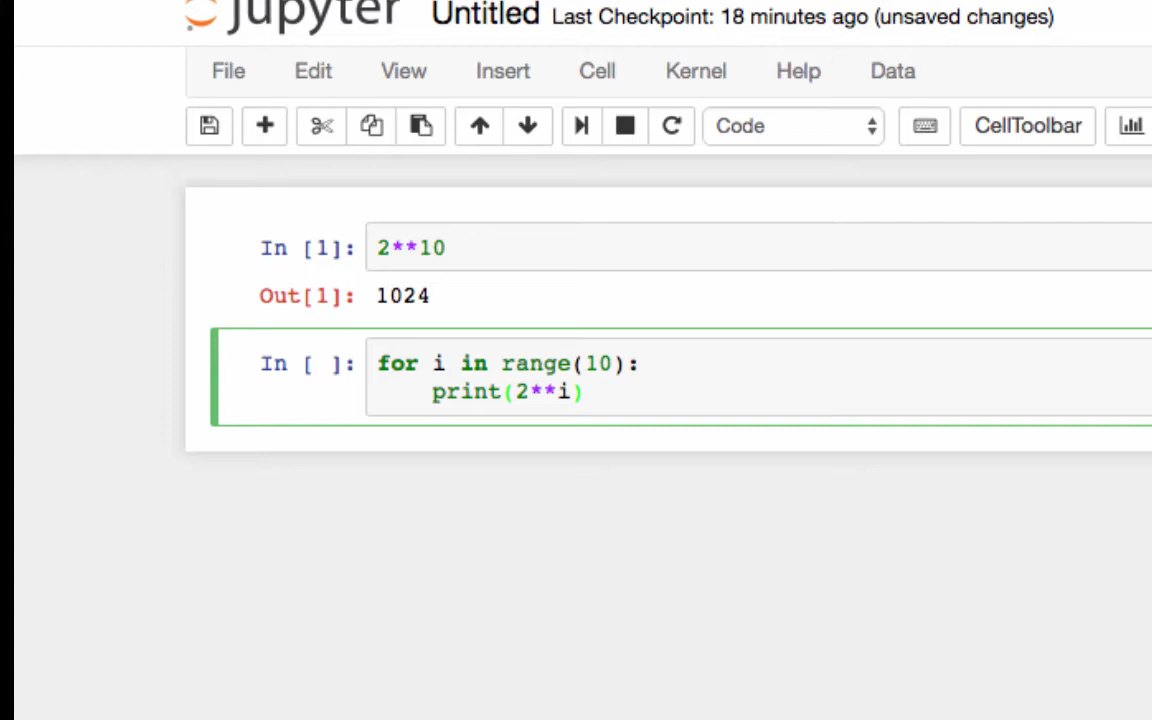 jupyter Untitled Last Checkpoint: 18 minutes ago (unsaved changes)
File Edit View Insert Cell Kernel Help Data
Code CellToolbar
In [1]: 2**10
Out[1]: 1024
In [ ]: for i in range(10):
    print(2**i)